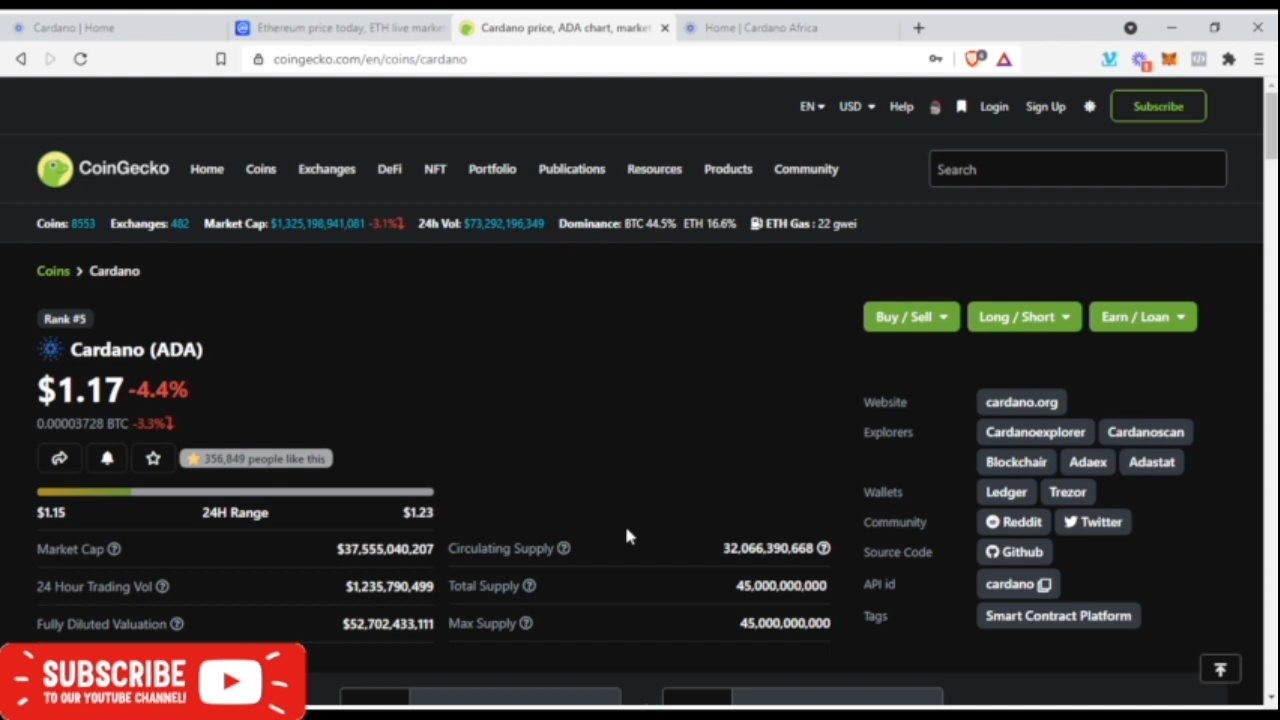 Cardano | Home
Ethereum price today, ETH live marke
Cardano price, ADA chart, market
Home | Cardano Africa
coingecko.com/en/coins/cardano
EN USD Help Login Sign Up Subscribe
CoinGecko Home Coins Exchanges DeFi NFT Portfolio Publications Resources Products Community Search
Coins: 8553 Exchanges: 482 Market Cap: $1,325,198,941,081 -3.1% 24h Vol: $73,292,196,349 Dominance: BTC 44.5% ETH 16.6% ETH Gas: 22 gwei
Coins > Cardano
Rank #5
Cardano (ADA)
$1.17 -4.4%
0.00003728 BTC -3.3%
356,849 people like this
$1.15 24H Range $1.23
Market Cap $37,555,040,207
24 Hour Trading Vol $1,235,790,499
Fully Diluted Valuation $52,702,433,111
Circulating Supply 32,066,390,668
Total Supply 45,000,000,000
Max Supply 45,000,000,000
Buy / Sell Long / Short Earn / Loan
Website cardano.org
Explorers Cardanoexplorer Cardanoscan
Blockchair Adaex Adastat
Wallets Ledger Trezor
Community Reddit Twitter
Source Code Github
API id cardano
Tags Smart Contract Platform
SUBSCRIBE
TO OUR YOUTUBE CHANNEL!